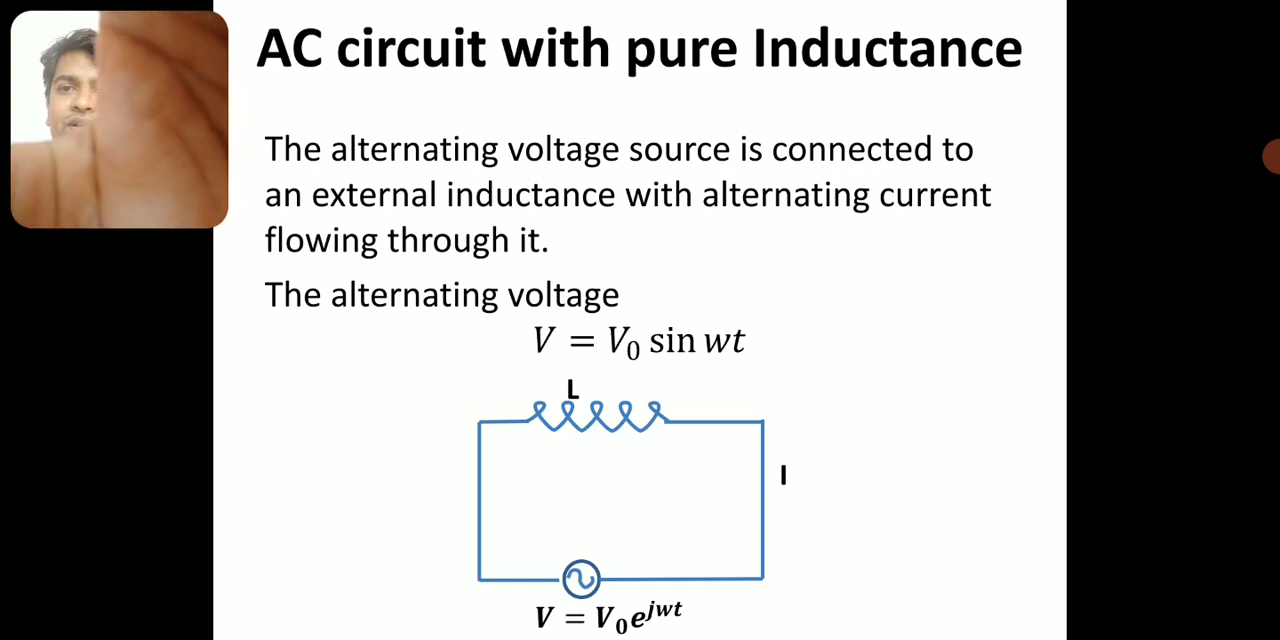 AC circuit with pure Inductance
The alternating voltage source is connected to
an external inductance with alternating current
flowing through it.
The alternating voltage
V = V₀ sin wt
L
I
V = V₀e^{jwt}